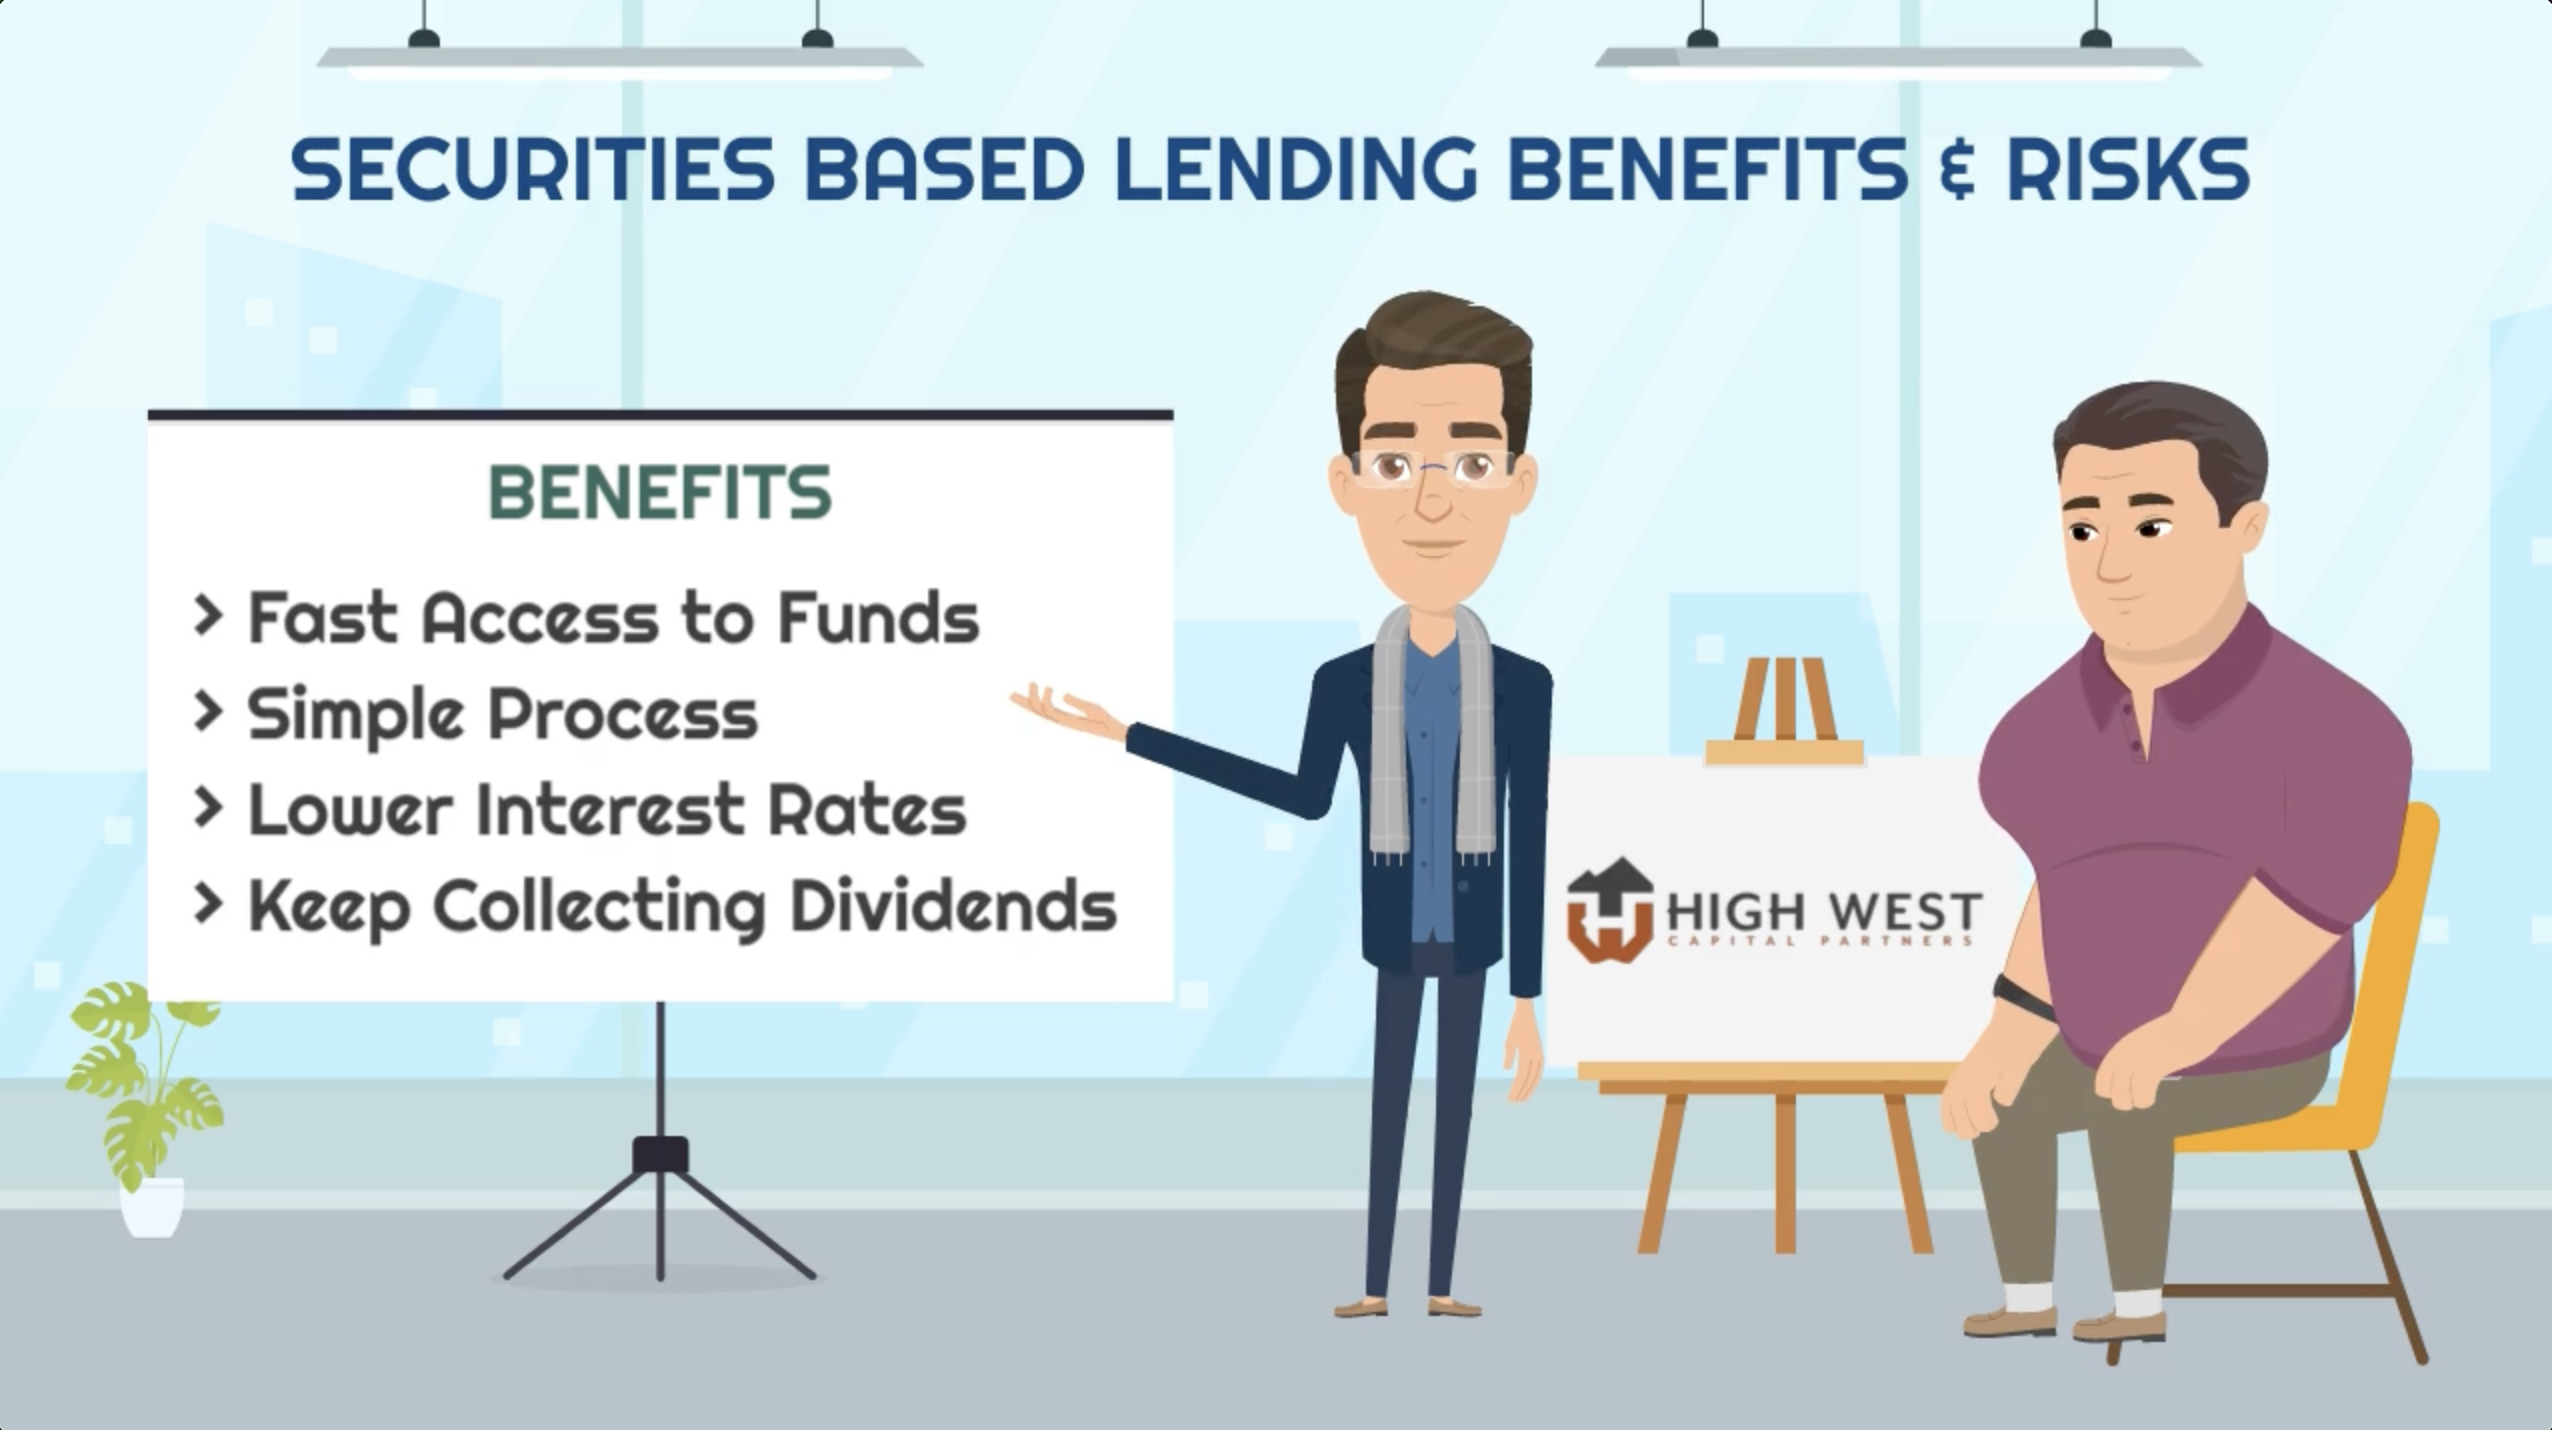 SECURITIES BASED LENDING BENEFITS & RISKS
BENEFITS
> Fast Access to Funds
> Simple Process
> Lower Interest Rates
> Keep Collecting Dividends
HIGH WEST
CAPITAL PARTNERS